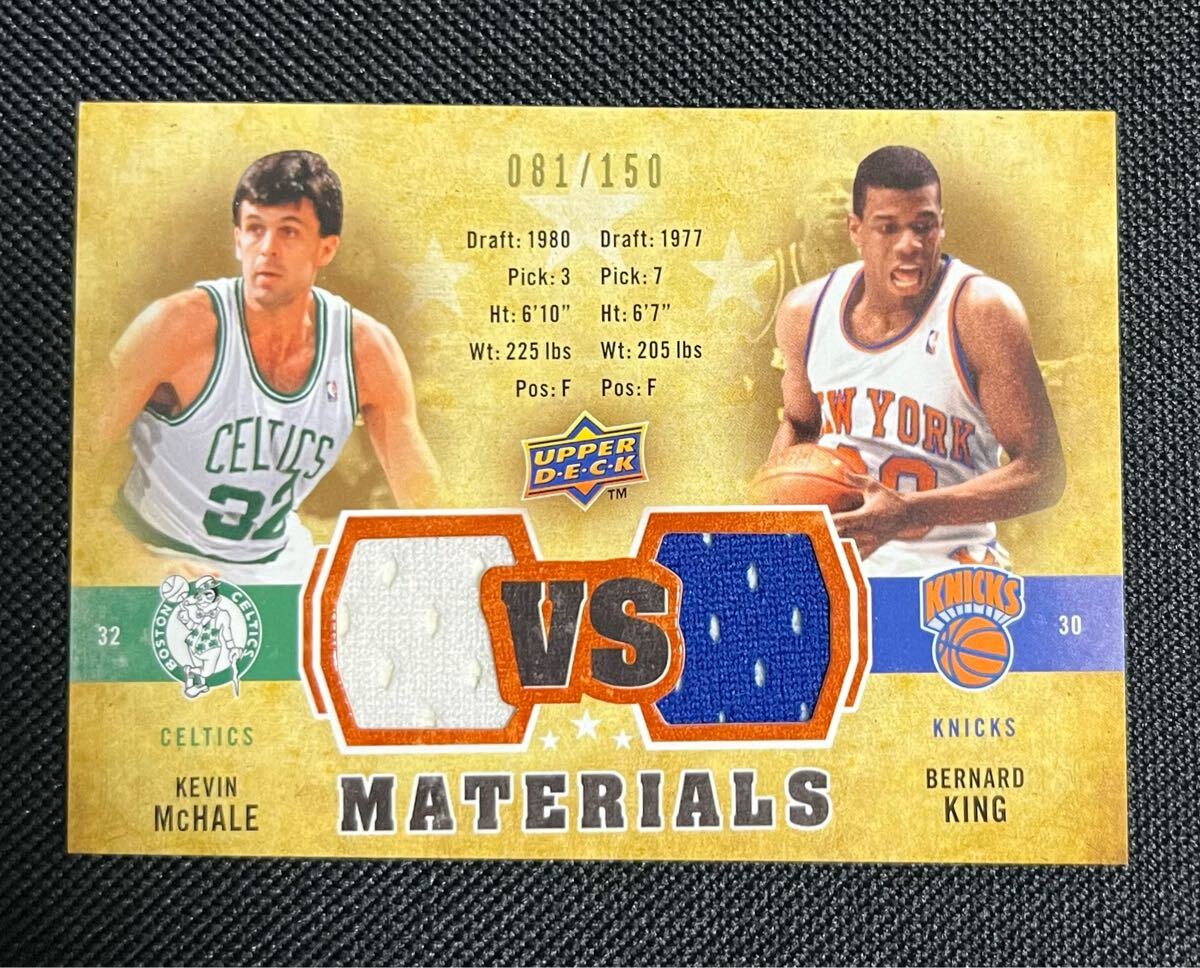 081/150
Draft: 1980 Draft: 1977
Pick: 3 Pick: 7
Ht: 6'10" Ht: 6'7"
Wt: 225 lbs Wt: 205 lbs
Pos: F Pos: F
UPPER
D•E•C•K
TM
CELTICS
32
W YORK
VS
32
BOSTON CELTICS
KNICKS
30
CELTICS
KNICKS
KEVIN
McHALE
BERNARD
KING
MATERIALS